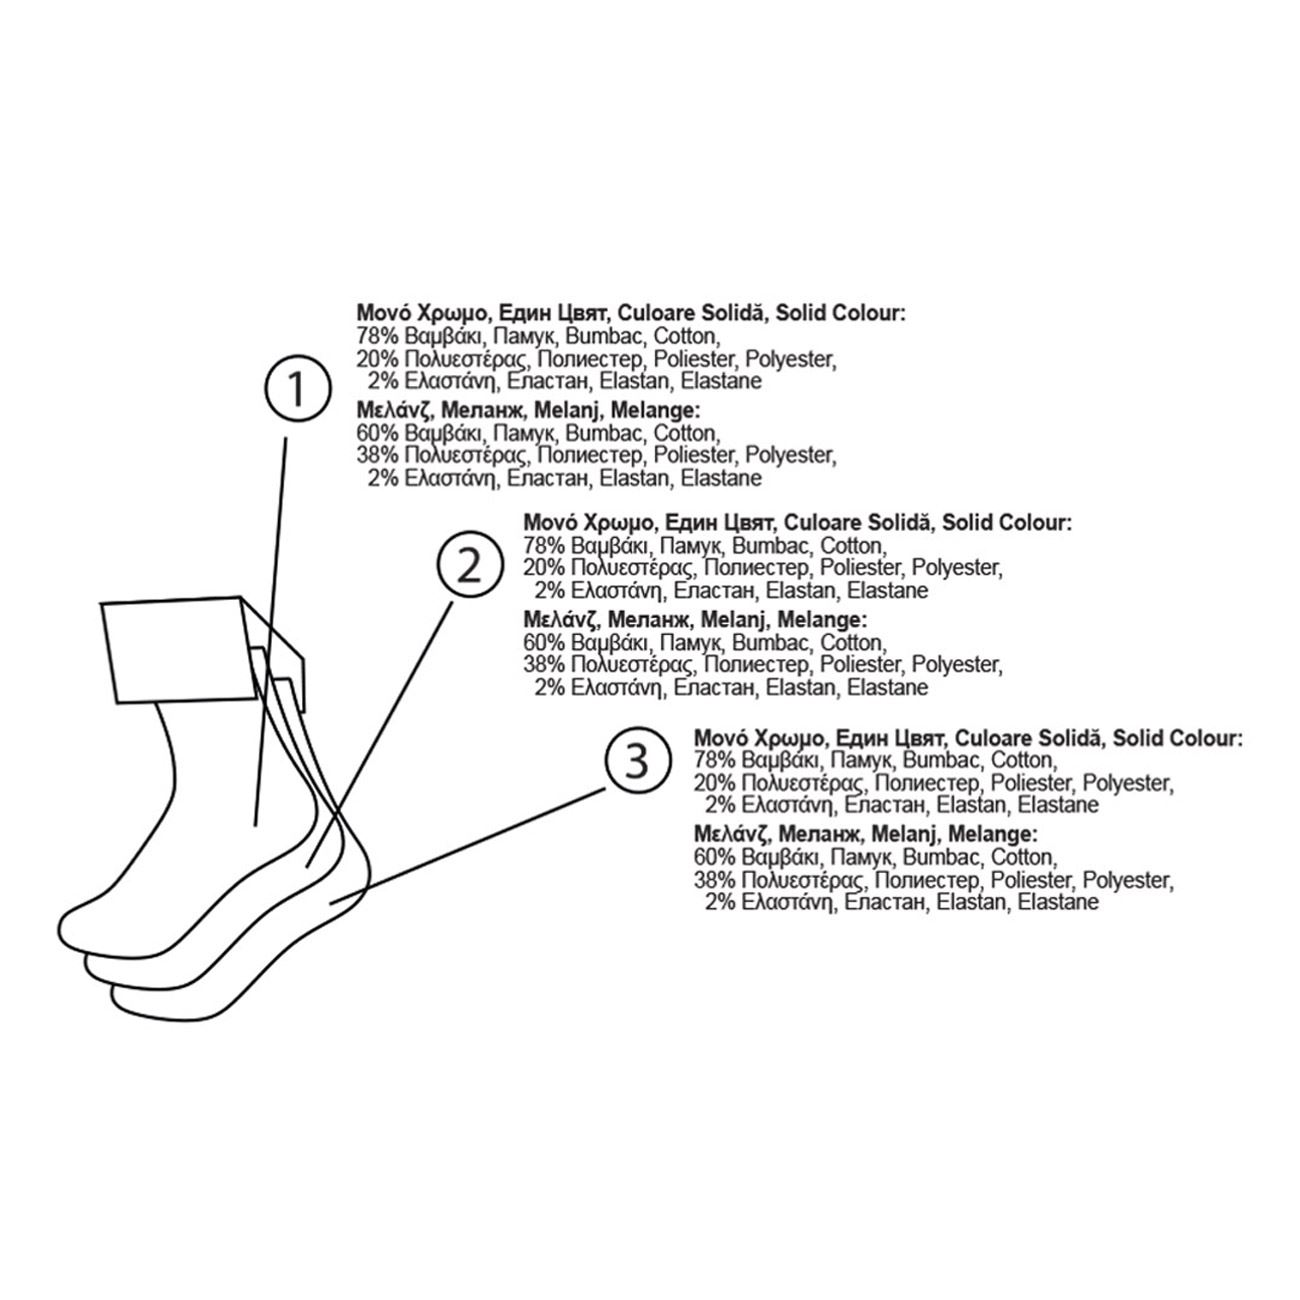 1
Μονό Χρωμο, Един Цвят, Culoare Solidă, Solid Colour:
78% Βαμβάκι, Памук, Bumbac, Cotton,
20% Πολυεστέρας, Полиестер, Poliester, Polyester,
2% Ελαστάνη, Еластан, Elastan, Elastane
Μελάνζ, Меланж, Melanj, Melange:
60% Βαμβάκι, Памук, Bumbac, Cotton,
38% Πολυεστέρας, Полиестер, Poliester, Polyester,
2% Ελαστάνη, Еластан, Elastan, Elastane
2
Μονό Χρωμο, Един Цвят, Culoare Solidă, Solid Colour:
78% Βαμβάκι, Памук, Bumbac, Cotton,
20% Πολυεστέρας, Полиестер, Poliester, Polyester,
2% Ελαστάνη, Еластан, Elastan, Elastane
Μελάνζ, Меланж, Melanj, Melange:
60% Βαμβάκι, Памук, Bumbac, Cotton,
38% Πολυεστέρας, Полиестер, Poliester, Polyester,
2% Ελαστάνη, Еластан, Elastan, Elastane
3
Μονό Χρωμο, Един Цвят, Culoare Solidă, Solid Colour:
78% Βαμβάκι, Памук, Bumbac, Cotton,
20% Πολυεστέρας, Полиестер, Poliester, Polyester,
2% Ελαστάνη, Еластан, Elastan, Elastane
Μελάνζ, Меланж, Melanj, Melange:
60% Βαμβάκι, Памук, Bumbac, Cotton,
38% Πολυεστέρας, Полиестер, Poliester, Polyester,
2% Ελαστάνη, Еластан, Elastan, Elastane